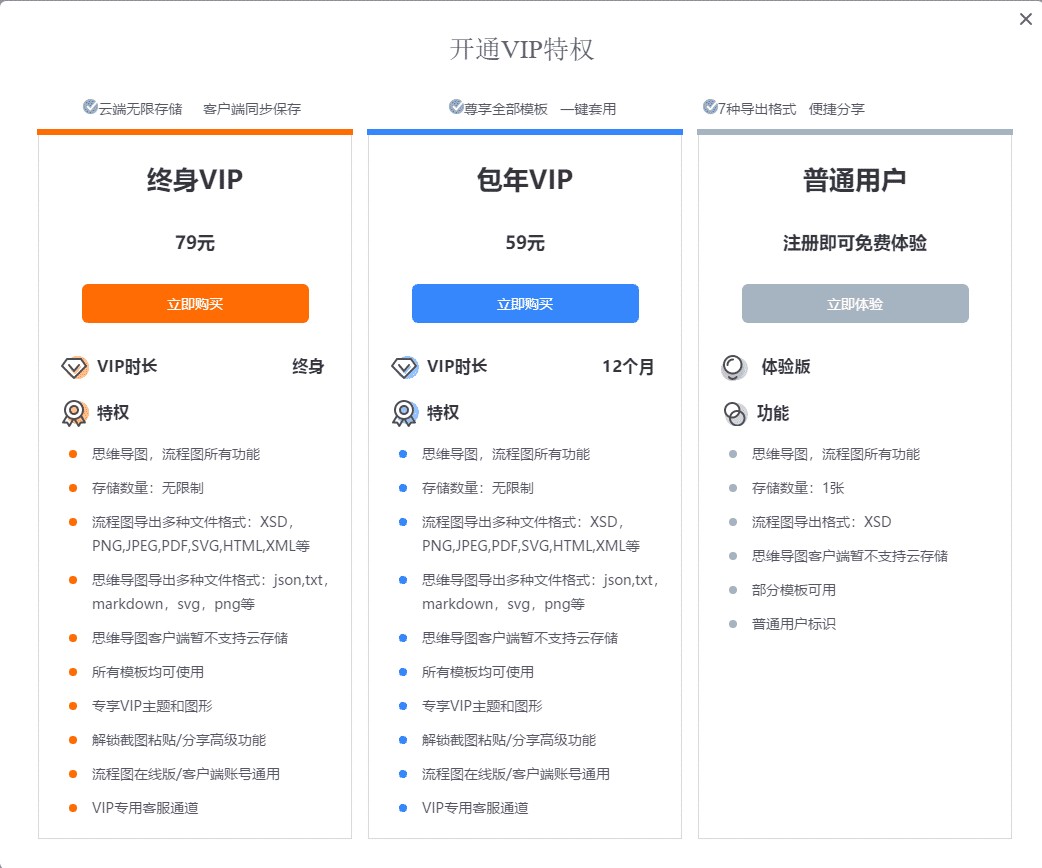 开通VIP特权
云端无限存储 客户端同步保存
尊享全部模板 一键套用
7种导出格式 便捷分享
终身VIP
79元
立即购买
VIP时长 终身
特权
思维导图，流程图所有功能
存储数量：无限制
流程图导出多种文件格式：XSD，
PNG,JPEG,PDF,SVG,HTML,XML等
思维导图导出多种文件格式：json,txt，
markdown，svg，png等
思维导图客户端暂不支持云存储
所有模板均可使用
专享VIP主题和图形
解锁截图粘贴/分享高级功能
流程图在线版/客户端账号通用
VIP专用客服通道
包年VIP
59元
立即购买
VIP时长 12个月
特权
思维导图，流程图所有功能
存储数量：无限制
流程图导出多种文件格式：XSD，
PNG,JPEG,PDF,SVG,HTML,XML等
思维导图导出多种文件格式：json,txt，
markdown，svg，png等
思维导图客户端暂不支持云存储
所有模板均可使用
专享VIP主题和图形
解锁截图粘贴/分享高级功能
流程图在线版/客户端账号通用
VIP专用客服通道
普通用户
注册即可免费体验
立即体验
体验版
功能
思维导图，流程图所有功能
存储数量：1张
流程图导出格式：XSD
思维导图客户端暂不支持云存储
部分模板可用
普通用户标识